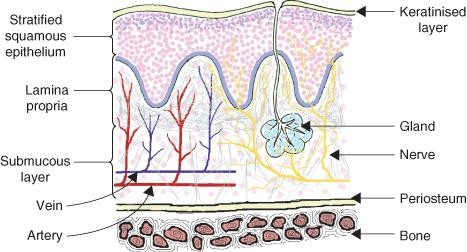 Stratified
squamous
epithelium
Lamina
propria
Submucous
layer
Vein
Artery
Keratinised
layer
Gland
Nerve
Periosteum
Bone